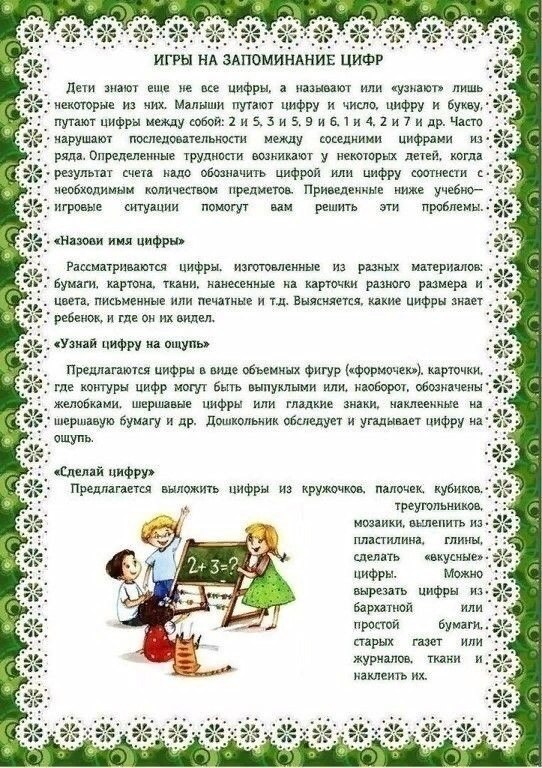 ИГРЫ НА ЗАПОМИНАНИЕ ЦИФР
Дети знают еще не все цифры, а называют или «узнают» лишь
некоторые из них. Малыши путают цифру и число, цифру и букву,
путают цифры между собой: 2 и 5, 3 и 5, 9 и 6, 1 и 4, 2 и 7 и др. Часто
нарушают последовательности между соседними цифрами из
ряда. Определенные трудности возникают у некоторых детей, когда
результат счета надо обозначить цифрой или цифру соотнести с
необходимым количеством предметов. Приведенные ниже учебно—
игровые ситуации помогут вам решить эти проблемы.
«Назови имя цифры»
Рассматриваются цифры, изготовленные из разных материалов:
бумаги, картона, ткани, нанесенные на карточки разного размера и
цвета, письменные или печатные и т.д. Выясняется, какие цифры знает
ребенок, и где он их видел.
«Узнай цифру на ощупь»
Предлагаются цифры в виде объемных фигур («формочек»), карточки,
где контуры цифр могут быть выпуклыми или, наоборот, обозначены
желобками, шершавые цифры или гладкие знаки, наклеенные на
шершавую бумагу и др. Дошкольник обследует и угадывает цифру на
ощупь.
«Сделай цифру»
Предлагается выложить цифры из кружочков, палочек, кубиков,
треугольников,
мозаики, вылепить из
пластилина, глины,
сделать «вкусные»
цифры. Можно
вырезать цифры из
бархатной или
простой бумаги,
старых газет или
журналов, ткани и
наклеить их.
2+3=?